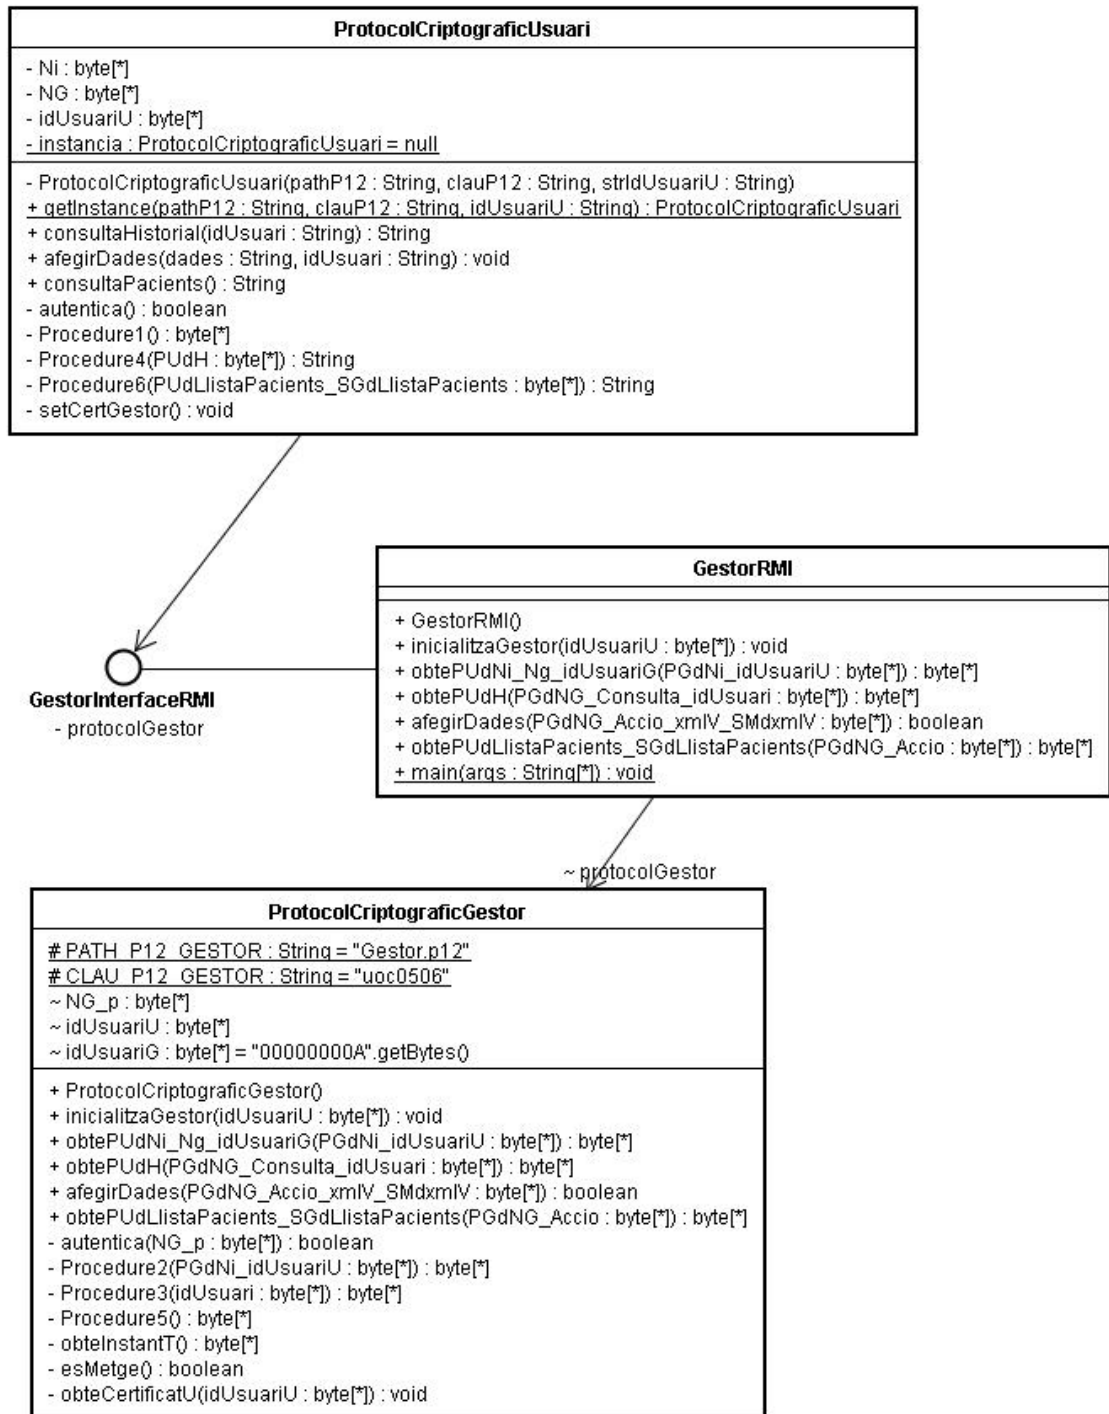 ProtocolCriptograficUsuari
- Ni : byte[*]
- NG : byte[*]
- idUsuariU : byte[*]
- instancia : ProtocolCriptograficUsuari = null
- ProtocolCriptograficUsuari(pathP12 : String, clauP12 : String, strIdUsuariU : String)
+ getInstance(pathP12 : String, clauP12 : String, idUsuariU : String) : ProtocolCriptograficUsuari
+ consultaHistorial(idUsuari : String) : String
+ afegirDades(dades : String, idUsuari : String) : void
+ consultaPacients() : String
- autentica() : boolean
- Procedure1() : byte[*]
- Procedure4(PUdH : byte[*]) : String
- Procedure6(PUdLlistaPacients_SGdLlistaPacients : byte[*]) : String
- setCertGestor() : void
GestorRMI
+ GestorRMI()
+ inicialitzaGestor(idUsuariU : byte[*]) : void
+ obtePUdNi_Ng_idUsuariG(PGdNi_idUsuariU : byte[*]) : byte[*]
+ obtePUdH(PGdNG_Consulta_idUsuari : byte[*]) : byte[*]
+ afegirDades(PGdNG_Accio_xmlV_SMdxmlV : byte[*]) : boolean
+ obtePUdLlistaPacients_SGdLlistaPacients(PGdNG_Accio : byte[*]) : byte[*]
+ main(args : String[*]) : void
GestorInterfaceRMI
- protocolGestor
~ protocolGestor
ProtocolCriptograficGestor
# PATH_P12_GESTOR : String = "Gestor.p12"
# CLAU_P12_GESTOR : String = "uoc0506"
~ NG_p : byte[*]
~ idUsuariU : byte[*]
~ idUsuariG : byte[*] = "00000000A".getBytes()
+ ProtocolCriptograficGestor()
+ inicialitzaGestor(idUsuariU : byte[*]) : void
+ obtePUdNi_Ng_idUsuariG(PGdNi_idUsuariU : byte[*]) : byte[*]
+ obtePUdH(PGdNG_Consulta_idUsuari : byte[*]) : byte[*]
+ afegirDades(PGdNG_Accio_xmlV_SMdxmlV : byte[*]) : boolean
+ obtePUdLlistaPacients_SGdLlistaPacients(PGdNG_Accio : byte[*]) : byte[*]
- autentica(NG_p : byte[*]) : boolean
- Procedure2(PGdNi_idUsuariU : byte[*]) : byte[*]
- Procedure3(idUsuari : byte[*]) : byte[*]
- Procedure5() : byte[*]
- obteInstantT() : byte[*]
- esMetge() : boolean
- obteCertificatU(idUsuariU : byte[*]) : void